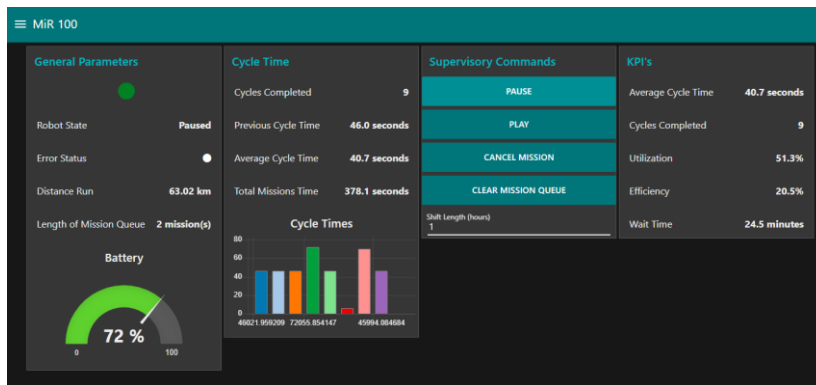 MiR 100
General Parameters
Robot State Paused
Error Status
Distance Run 63.02 km
Length of Mission Queue 2 mission(s)
Battery
72 %
0 100
Cycle Time
Cycles Completed 9
Previous Cycle Time 46.0 seconds
Average Cycle Time 40.7 seconds
Total Missions Time 378.1 seconds
Cycle Times
80
60
40
20
0
46021.959209 72055.854147 45994.084684
Supervisory Commands
PAUSE
PLAY
CANCEL MISSION
CLEAR MISSION QUEUE
Shift Length (hours)
1
KPI's
Average Cycle Time 40.7 seconds
Cycles Completed 9
Utilization 51.3%
Efficiency 20.5%
Wait Time 24.5 minutes